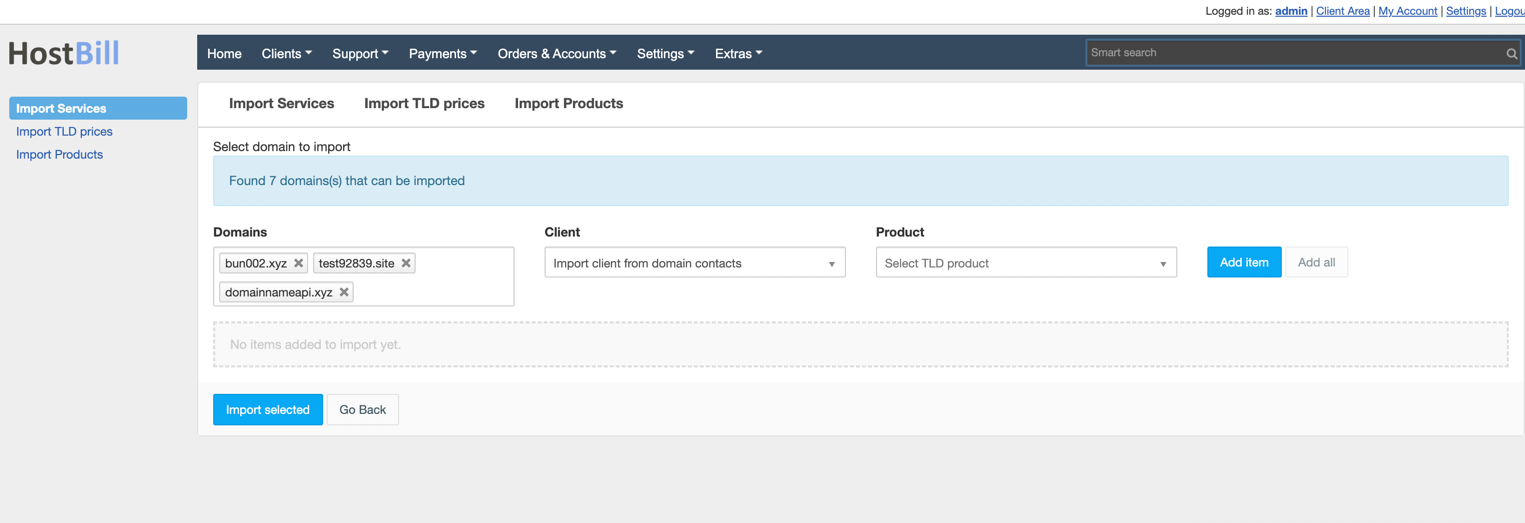 Logged in as: admin | Client Area | My Account | Settings | Logou
HostBill
Home Clients Support Payments Orders & Accounts Settings Extras Smart search
Import Services
Import TLD prices
Import Products
Import Services Import TLD prices Import Products
Select domain to import
Found 7 domains(s) that can be imported
Domains Client Product
bun002.xyz test92839.site
domainnameapi.xyz
Import client from domain contacts
Select TLD product
Add item Add all
No items added to import yet.
Import selected Go Back